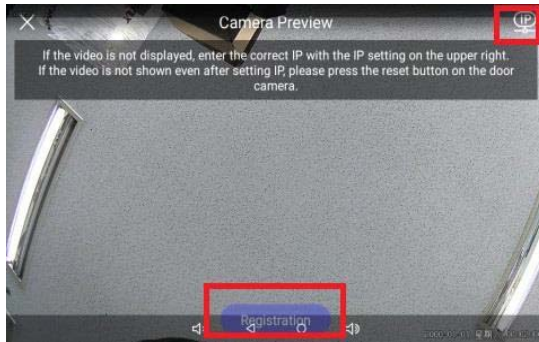 Camera Preview
IP
If the video is not displayed, enter the correct IP with the IP setting on the upper right.
If the video is not shown even after setting IP, please press the reset button on the door
camera.
Registration